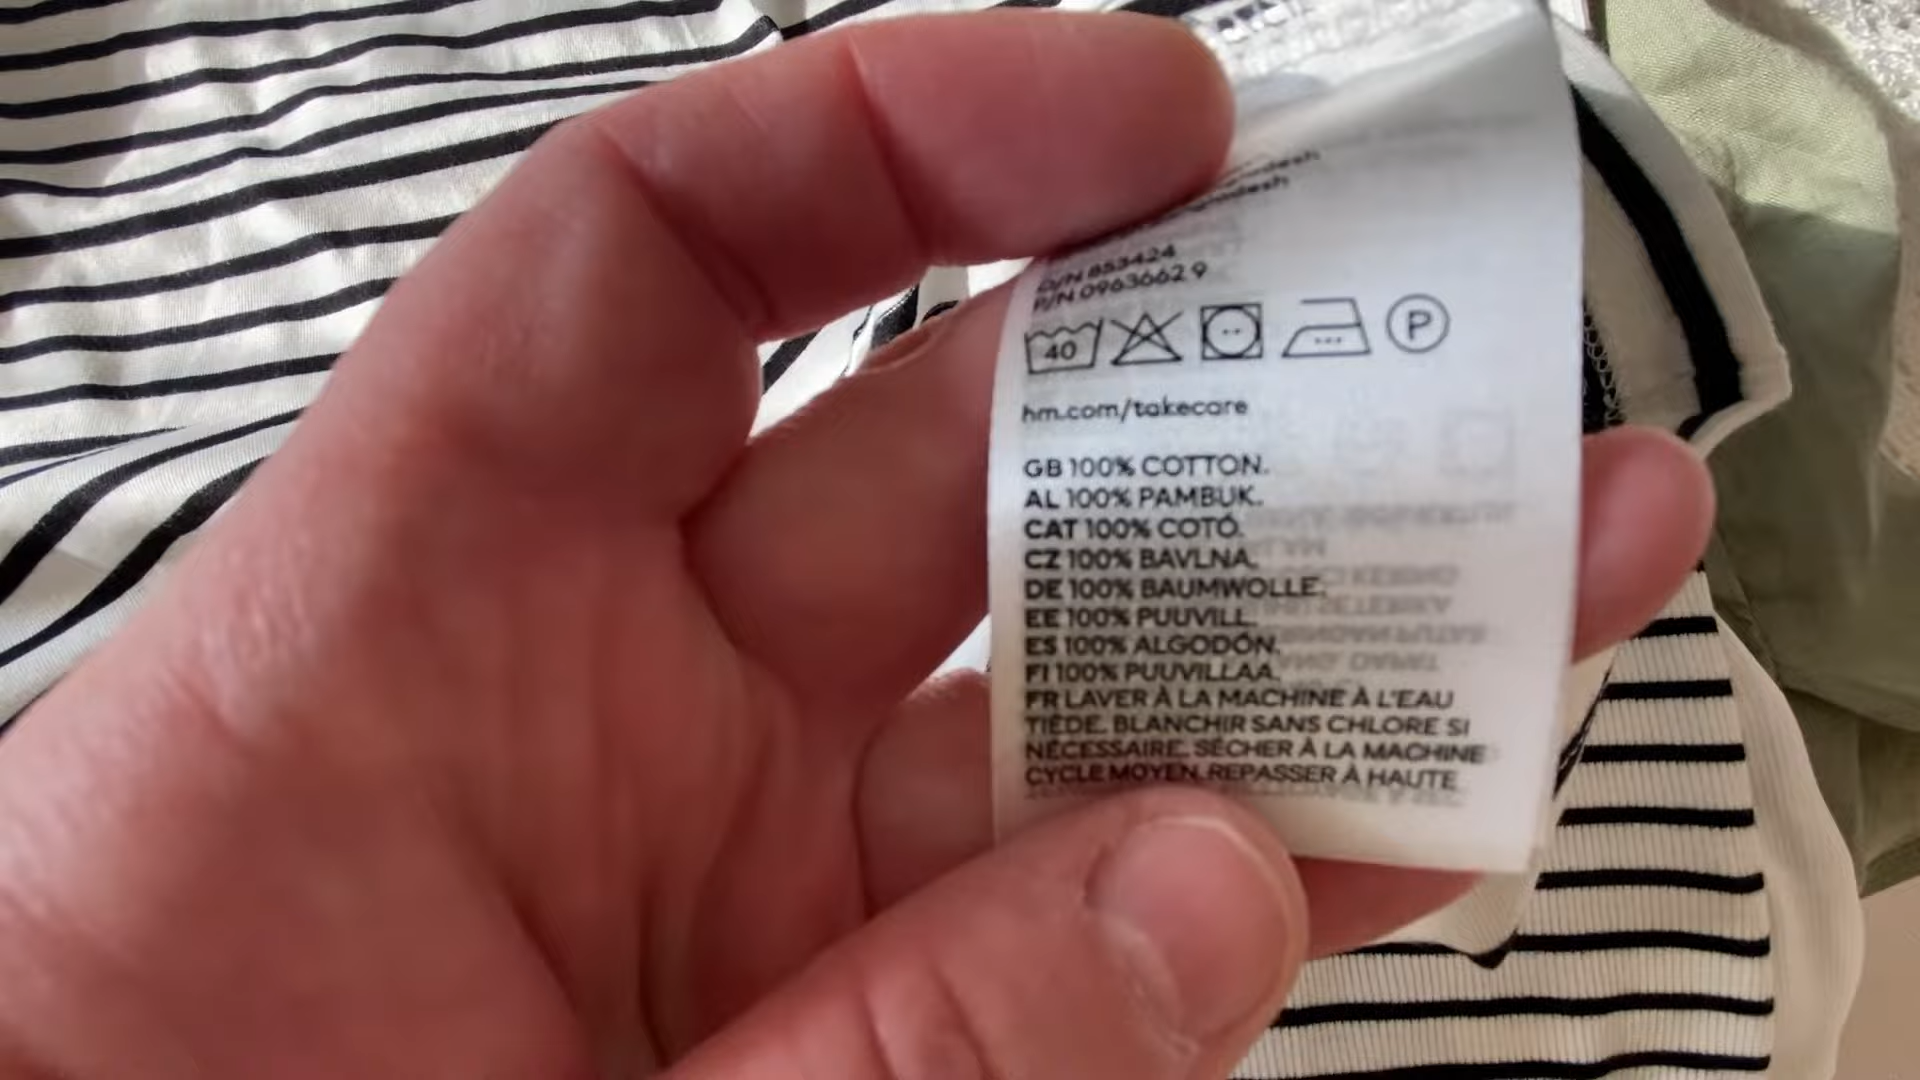 O/N 853424
P/N 0963662 9
40
P
hm.com/takecare
GB 100% COTTON.
AL 100% PAMBUK.
CAT 100% COTÓ.
CZ 100% BAVLNA.
DE 100% BAUMWOLLE.
EE 100% PUUVILL.
ES 100% ALGODÓN.
FI 100% PUUVILLAA.
FR LAVER À LA MACHINE À L'EAU
TIÈDE. BLANCHIR SANS CHLORE SI
NÉCESSAIRE. SÉCHER À LA MACHINE
CYCLE MOYEN. REPASSER À HAUTE